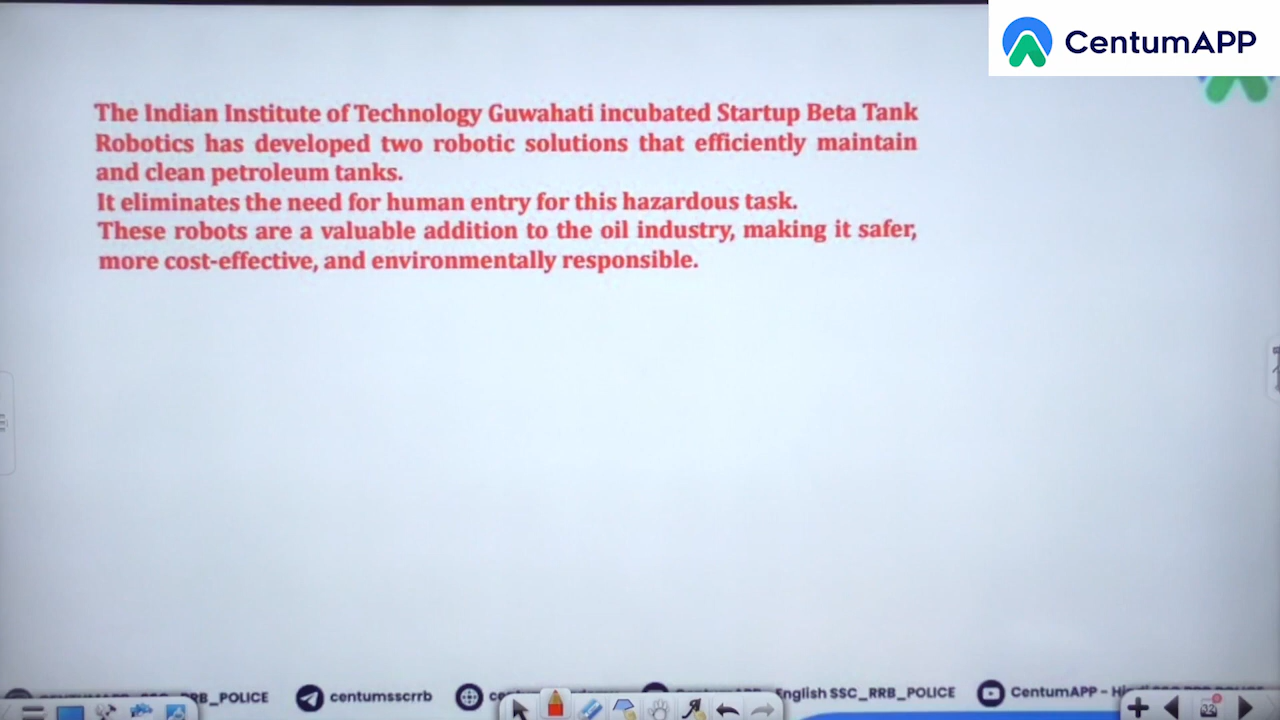 CentumAPP
The Indian Institute of Technology Guwahati incubated Startup Beta Tank
Robotics has developed two robotic solutions that efficiently maintain
and clean petroleum tanks.
It eliminates the need for human entry for this hazardous task.
These robots are a valuable addition to the oil industry, making it safer,
more cost-effective, and environmentally responsible.
RB_POLICE centumsscrrb English SSC_RRB_POLICE CentumAPP -